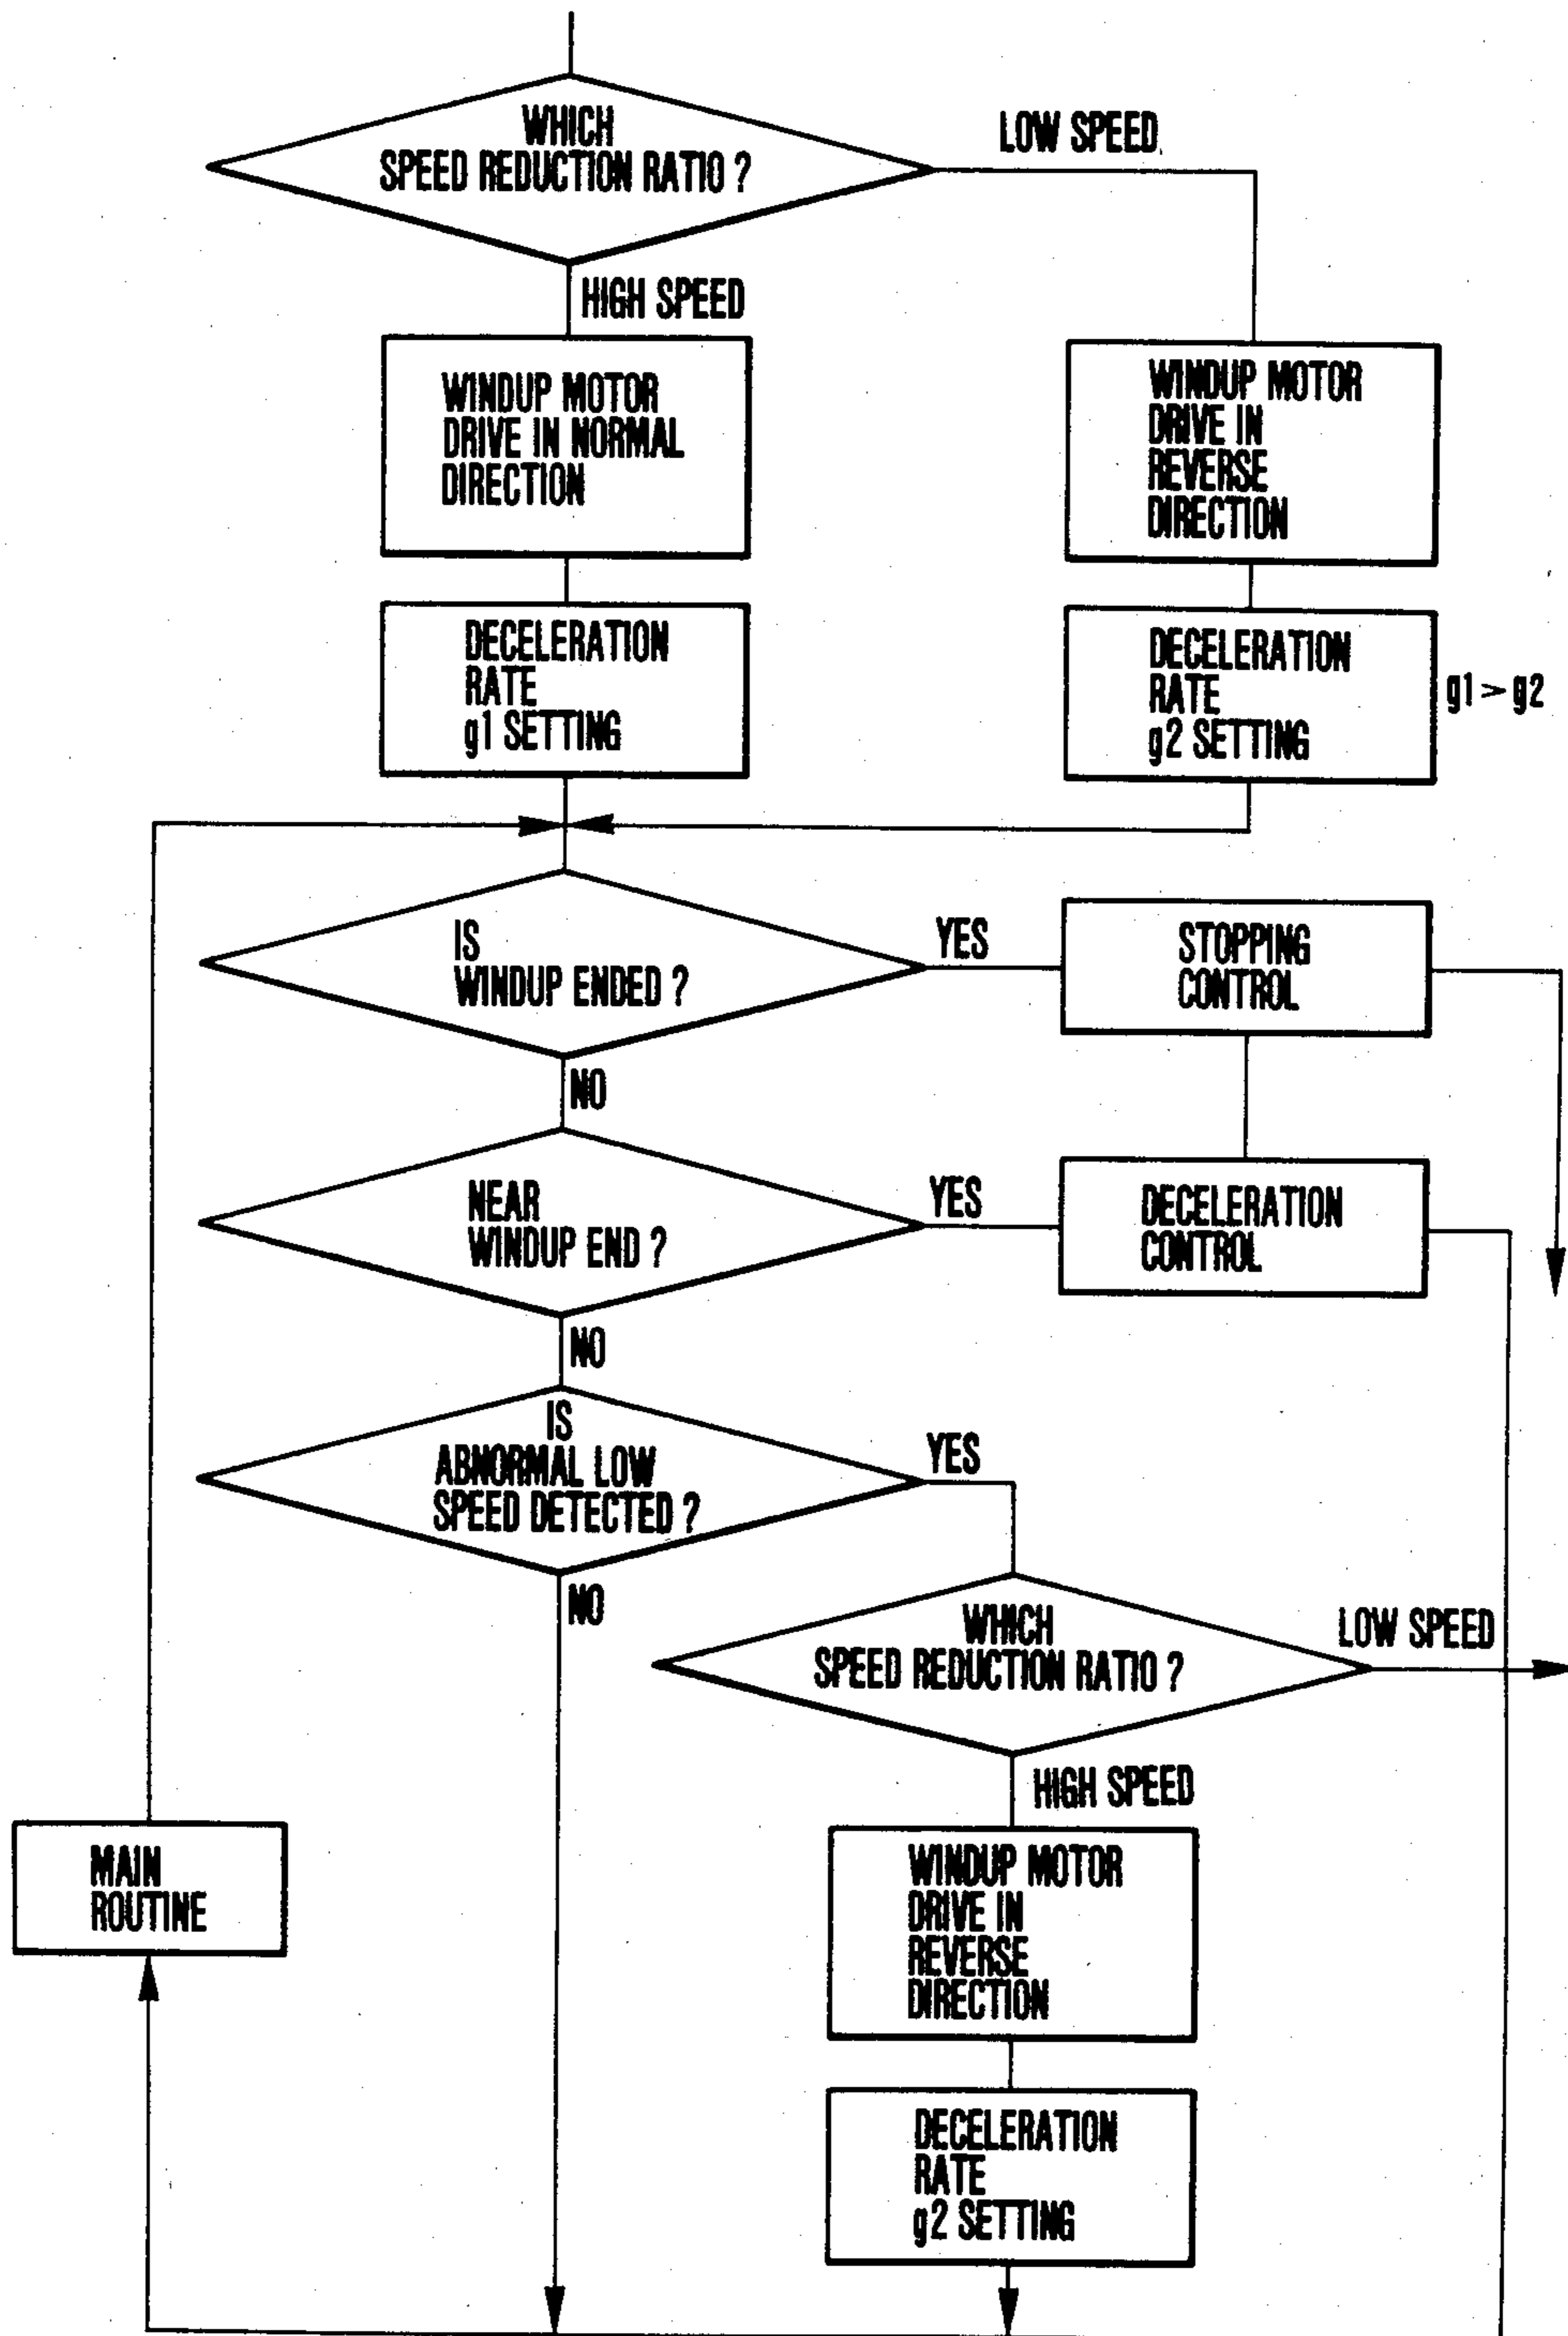 WHICH
SPEED REDUCTION RATIO ?
LOW SPEED
HIGH SPEED
WINDUP MOTOR
DRIVE IN NORMAL
DIRECTION
WINDUP MOTOR
DRIVE IN
REVERSE
DIRECTION
DECELERATION
RATE
g1 SETTING
DECELERATION
RATE
g2 SETTING
g1 > g2
IS
WINDUP ENDED ?
YES
STOPPING
CONTROL
NO
NEAR
WINDUP END ?
YES
DECELERATION
CONTROL
NO
IS
ABNORMAL LOW
SPEED DETECTED ?
YES
NO
WHICH
SPEED REDUCTION RATIO ?
LOW SPEED
HIGH SPEED
MAIN
ROUTINE
WINDUP MOTOR
DRIVE IN
REVERSE
DIRECTION
DECELERATION
RATE
g2 SETTING